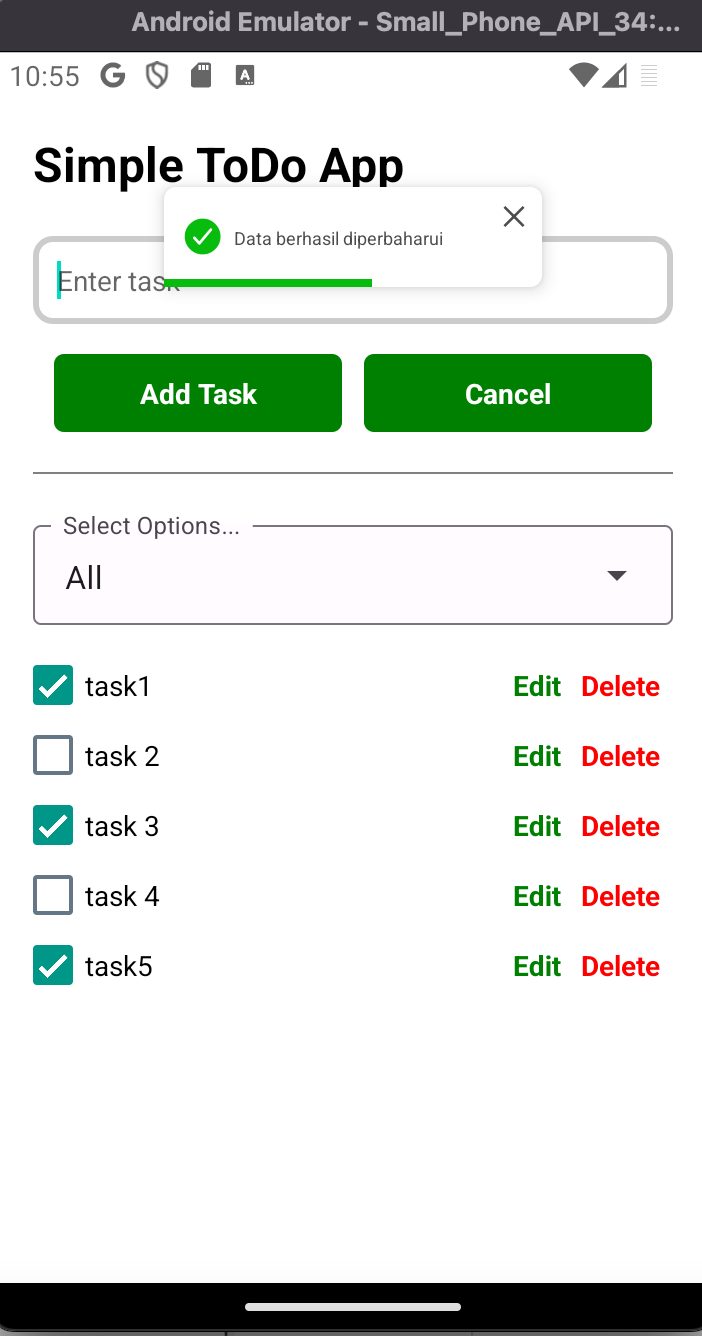 Android Emulator - Small_Phone_API_34:...
10:55
Simple ToDo App
Data berhasil diperbaharui
Enter task
Add Task Cancel
Select Options...
All
task1 Edit Delete
task 2 Edit Delete
task 3 Edit Delete
task 4 Edit Delete
task5 Edit Delete